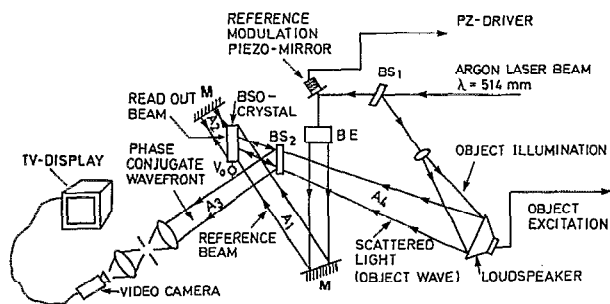 REFERENCE
MODULATION
PIEZO-MIRROR
PZ-DRIVER
BS1
ARGON LASER BEAM
λ = 514 mm
M
BSO-
CRYSTAL
READ OUT
BEAM
A2
BS2
BE
PHASE
CONJUGATE
WAVEFRONT
V0
OBJECT ILLUMINATION
TV-DISPLAY
A3
A1
A4
OBJECT
EXCITATION
REFERENCE
BEAM
M
SCATTERED
LIGHT
(OBJECT WAVE)
LOUDSPEAKER
VIDEO CAMERA